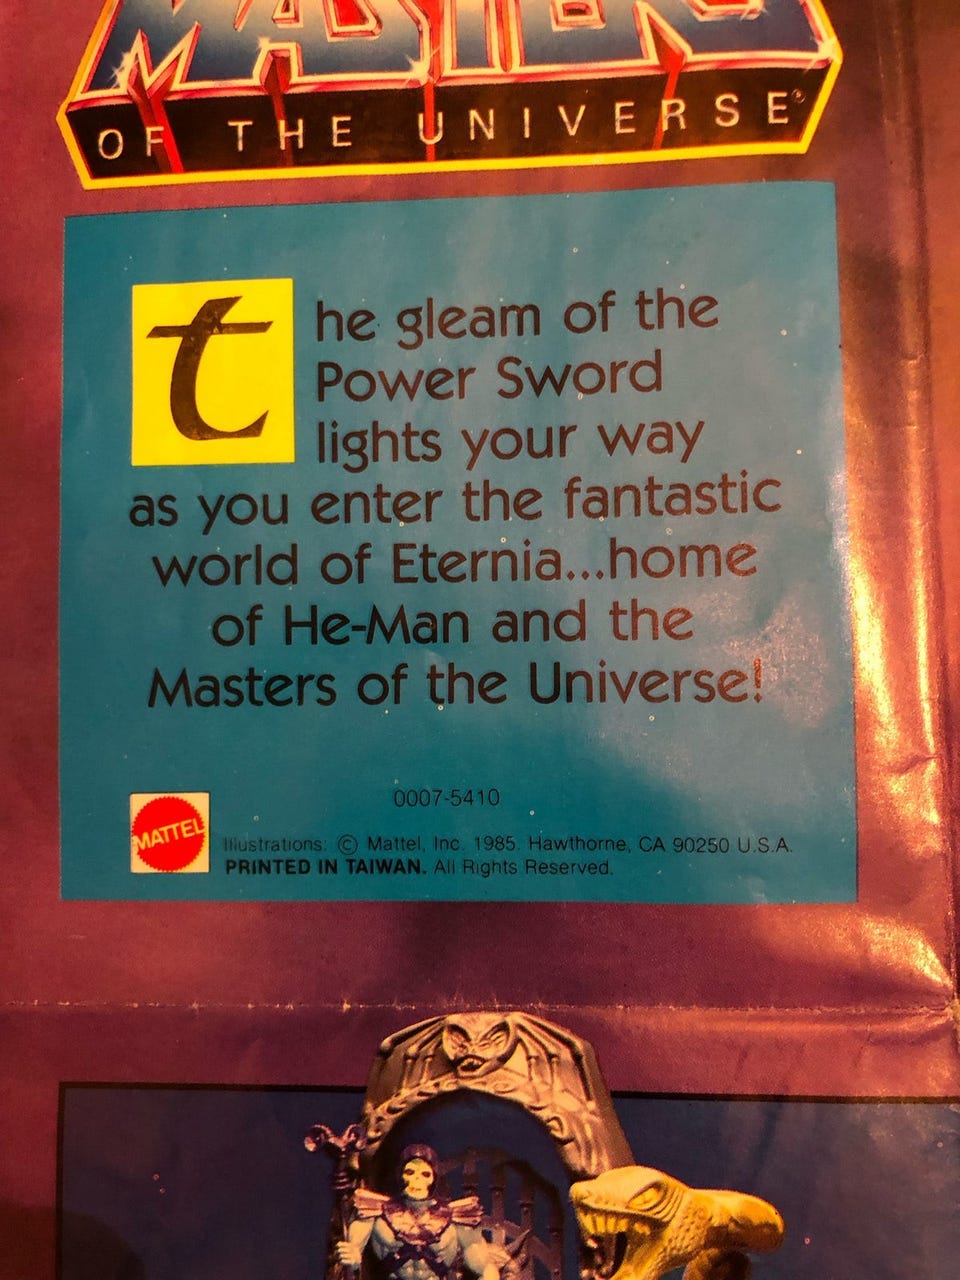 MASTERS
OF THE UNIVERSE®
the gleam of the
Power Sword
lights your way
as you enter the fantastic
world of Eternia...home
of He-Man and the
Masters of the Universe!
0007-5410
MATTEL
Illustrations: © Mattel, Inc. 1985. Hawthorne, CA 90250 U.S.A.
PRINTED IN TAIWAN. All Rights Reserved.